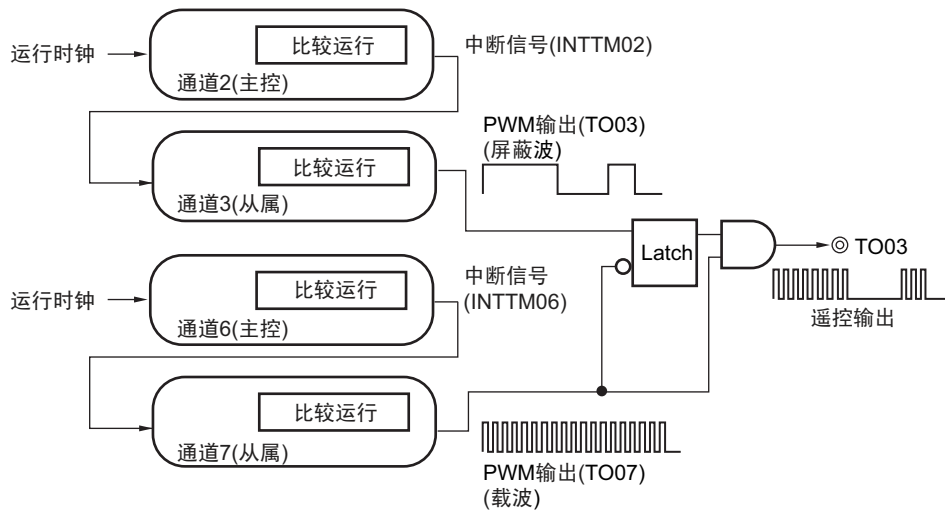 运行时钟
比较运行
通道2(主控)
中断信号(INTTM02)
比较运行
通道3(从属)
PWM输出(TO03)
(屏蔽波)
Latch
◎ TO03
遥控输出
运行时钟
比较运行
通道6(主控)
中断信号
(INTTM06)
比较运行
通道7(从属)
PWM输出(TO07)
(载波)